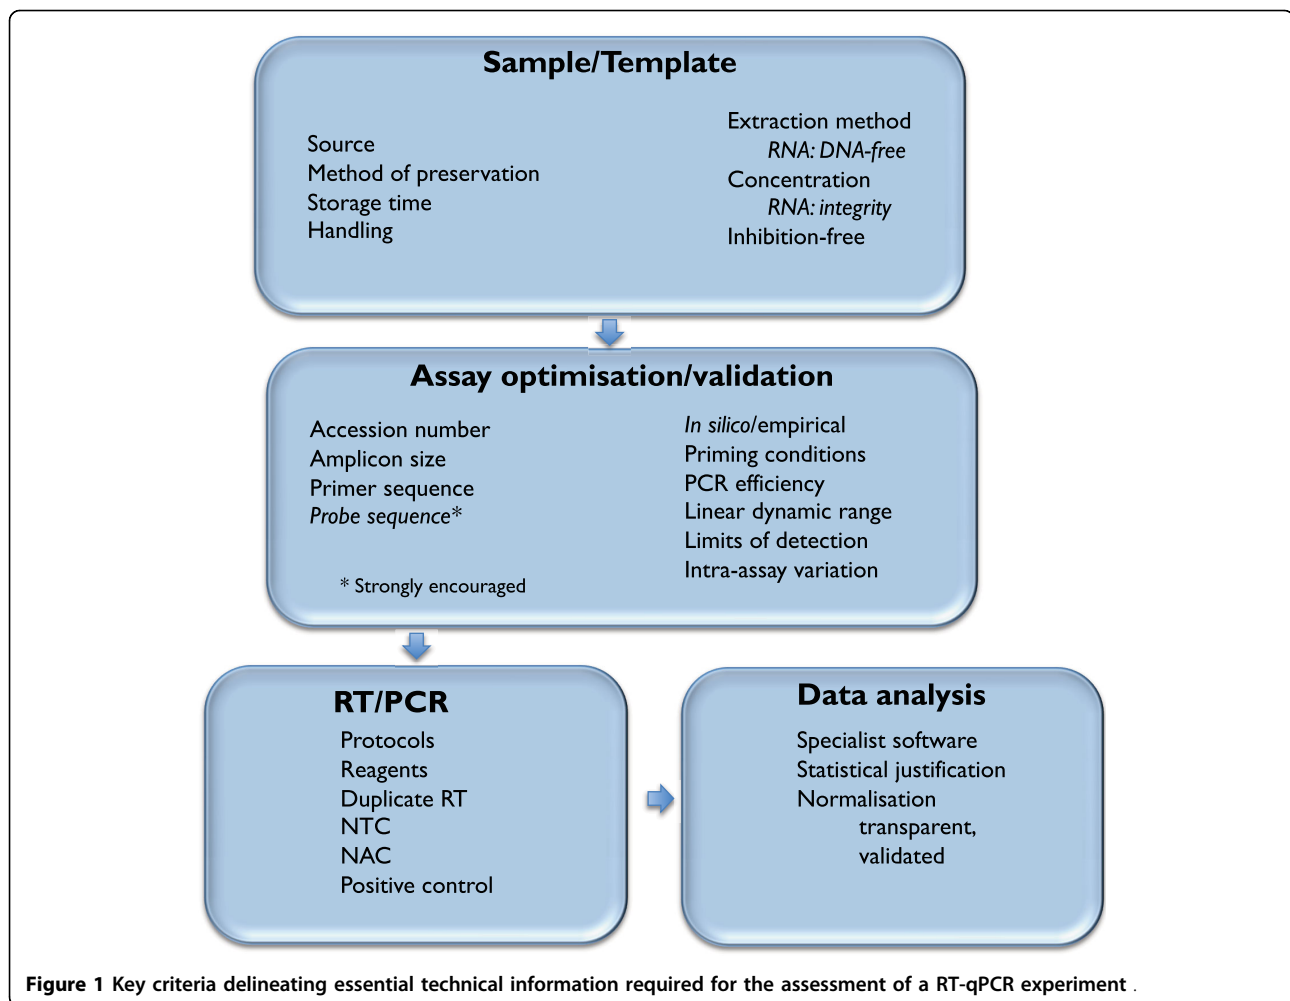 Sample/Template
Source
Method of preservation
Storage time
Handling
Extraction method
RNA: DNA-free
Concentration
RNA: integrity
Inhibition-free
Assay optimisation/validation
Accession number
Amplicon size
Primer sequence
Probe sequence*
* Strongly encouraged
In silico/empirical
Priming conditions
PCR efficiency
Linear dynamic range
Limits of detection
Intra-assay variation
RT/PCR
Protocols
Reagents
Duplicate RT
NTC
NAC
Positive control
Data analysis
Specialist software
Statistical justification
Normalisation
transparent,
validated
Figure 1 Key criteria delineating essential technical information required for the assessment of a RT-qPCR experiment .